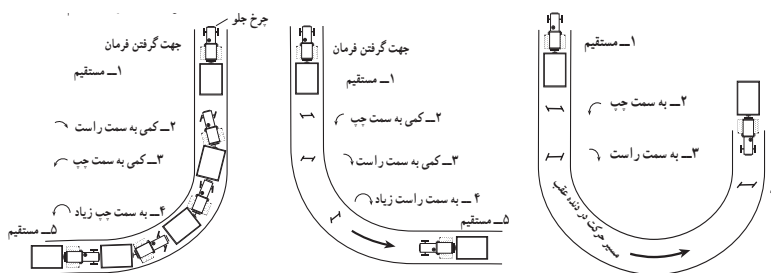 چرخ جلو
جهت گرفتن فرمان
۱ــ مستقیم
۲ــ کمی به سمت راست
۳ــ کمی به سمت چپ
۴ــ به سمت چپ زیاد
۵ــ مستقیم
جهت گرفتن فرمان
۱ــ مستقیم
۲ــ کمی به سمت چپ
۳ــ کمی به سمت راست
۴ ــ به سمت راست زیاد
۵ــ مستقیم
۱ــ مستقیم
۲ــ به سمت چپ
۳ــ به سمت راست
مسیر حرکت در دنده عقب